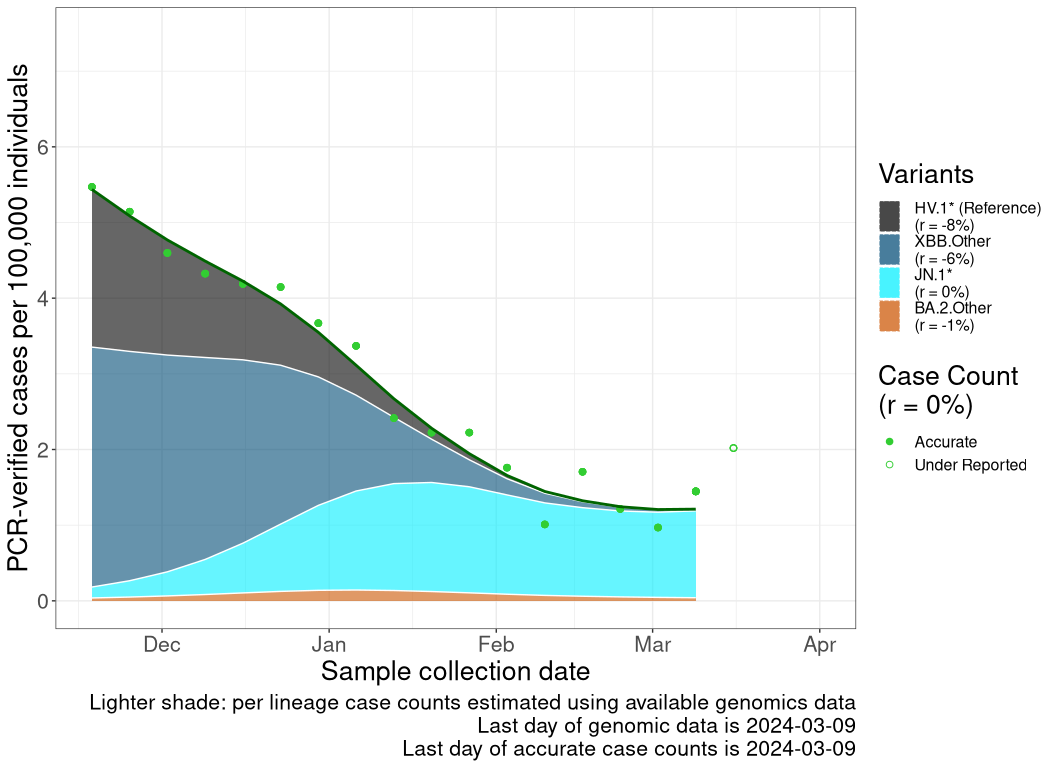 PCR-verified cases per 100,000 individuals
6
4
2
0
Dec
Jan
Feb
Mar
Apr
Sample collection date
Lighter shade: per lineage case counts estimated using available genomics data
Last day of genomic data is 2024-03-09
Last day of accurate case counts is 2024-03-09
Variants
HV.1* (Reference)
(r = -8%)
XBB.Other
(r = -6%)
JN.1*
(r = 0%)
BA.2.Other
(r = -1%)
Case Count
(r = 0%)
Accurate
Under Reported